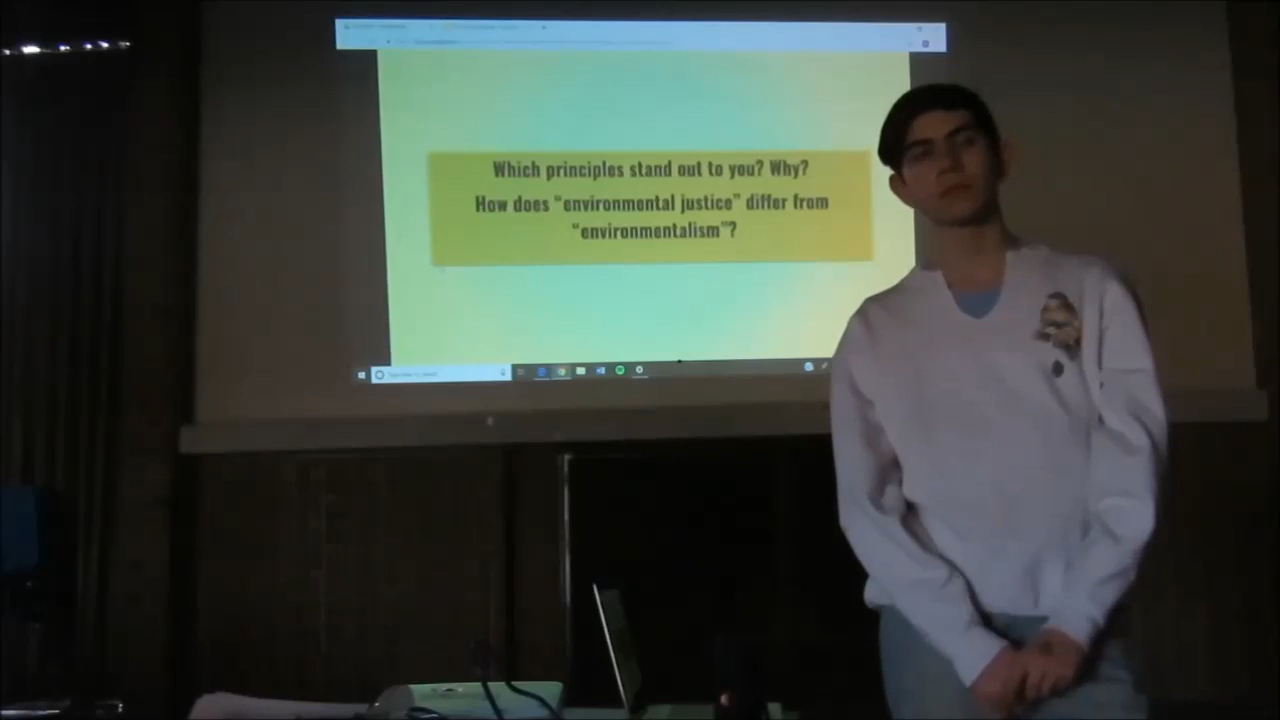 Which principles stand out to you? Why?
How does “environmental justice” differ from
“environmentalism”?